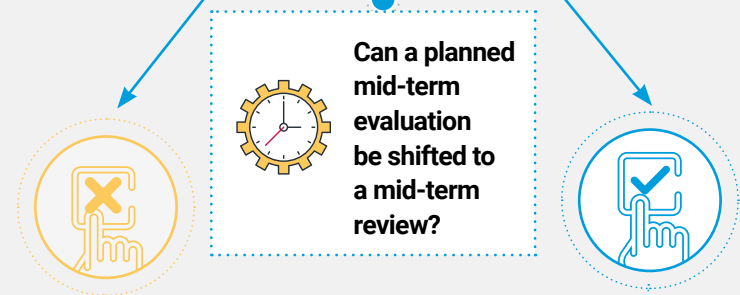 Can a planned
mid-term
evaluation
be shifted to
a mid-term
review?